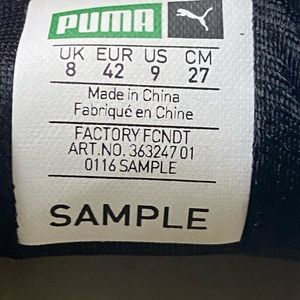 PUMA
UK EUR US CM
8 42 9 27
Made in China
Fabriqué en Chine
FACTORY FCNDT
ART.NO. 363247 01
0116 SAMPLE
SAMPLE